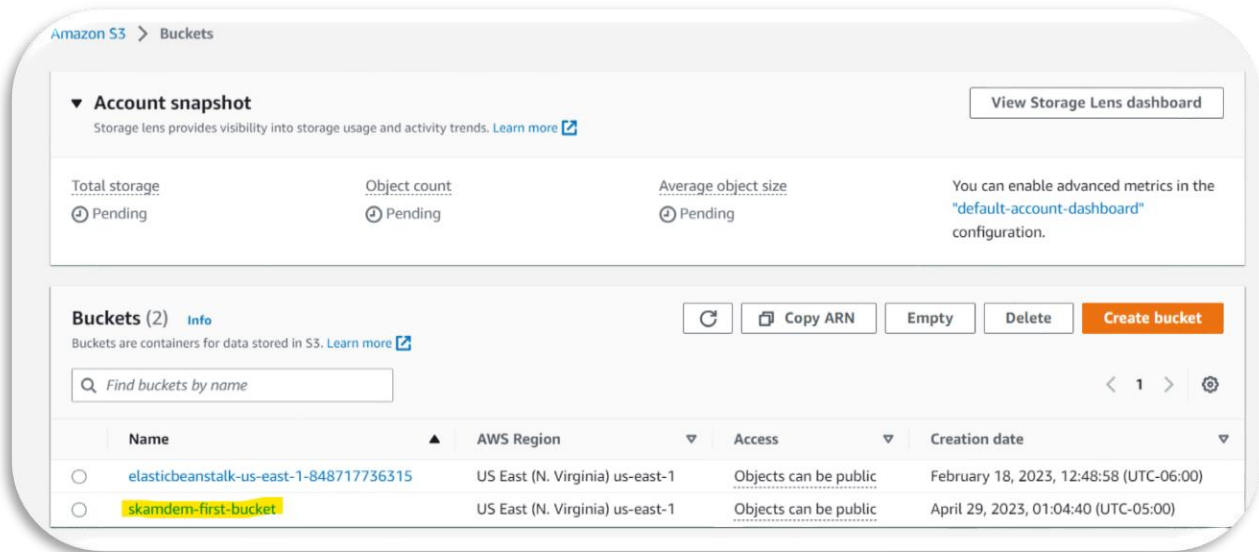 Amazon S3 > Buckets
Account snapshot
View Storage Lens dashboard
Storage lens provides visibility into storage usage and activity trends. Learn more
Total storage
Object count
Average object size
You can enable advanced metrics in the
Pending
Pending
Pending
"default-account-dashboard"
configuration.
Buckets (2) Info
Copy ARN
Empty
Delete
Create bucket
Buckets are containers for data stored in S3. Learn more
Find buckets by name
< 1 >
Name AWS Region Access Creation date
elasticbeanstalk-us-east-1-848717736315 US East (N. Virginia) us-east-1 Objects can be public February 18, 2023, 12:48:58 (UTC-06:00)
skamdem-first-bucket US East (N. Virginia) us-east-1 Objects can be public April 29, 2023, 01:04:40 (UTC-05:00)